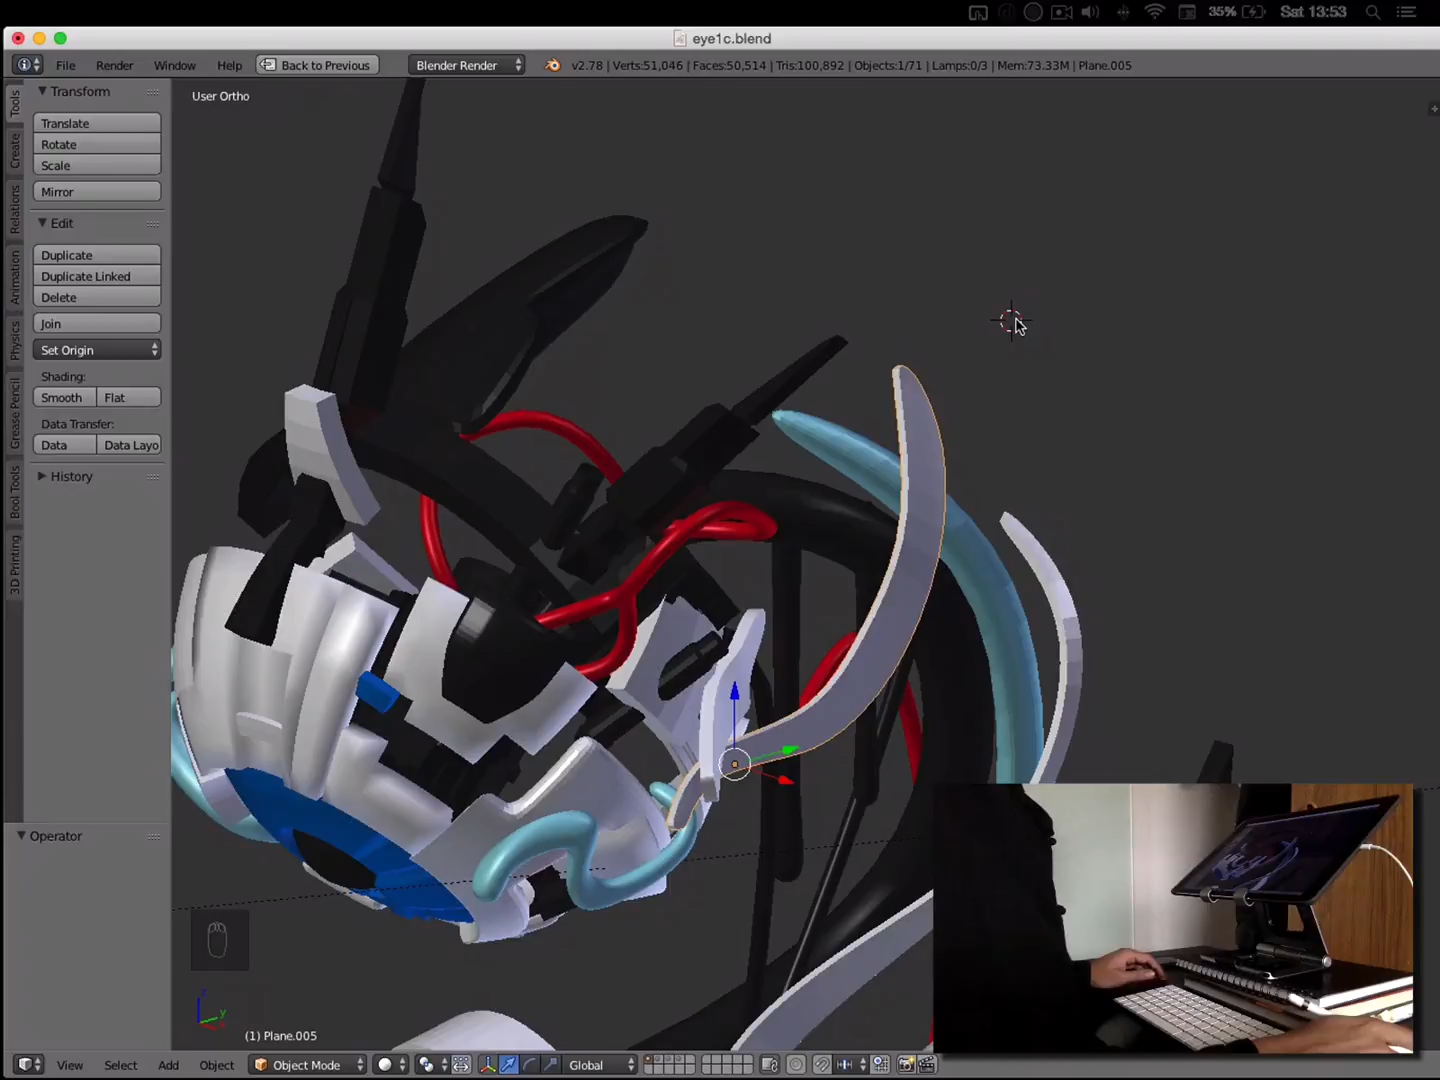 35% Sat 13:53
eye1c.blend
File Render Window Help Back to Previous Blender Render v2.78 | Verts:51,046 | Faces:50,514 | Tris:100,892 | Objects:1/71 | Lamps:0/3 | Mem:73.33M | Plane.005
Transform
User Ortho
Translate
Rotate
Scale
Mirror
Edit
Duplicate
Duplicate Linked
Delete
Join
Set Origin
Shading:
Smooth Flat
Data Transfer:
Data Data Layo
History
Tools
Create
Relations
Animation
Physics
Grease Pencil
Bool Tools
3D Printing
Operator
z
y
x
(1) Plane.005
View Select Add Object Object Mode Global